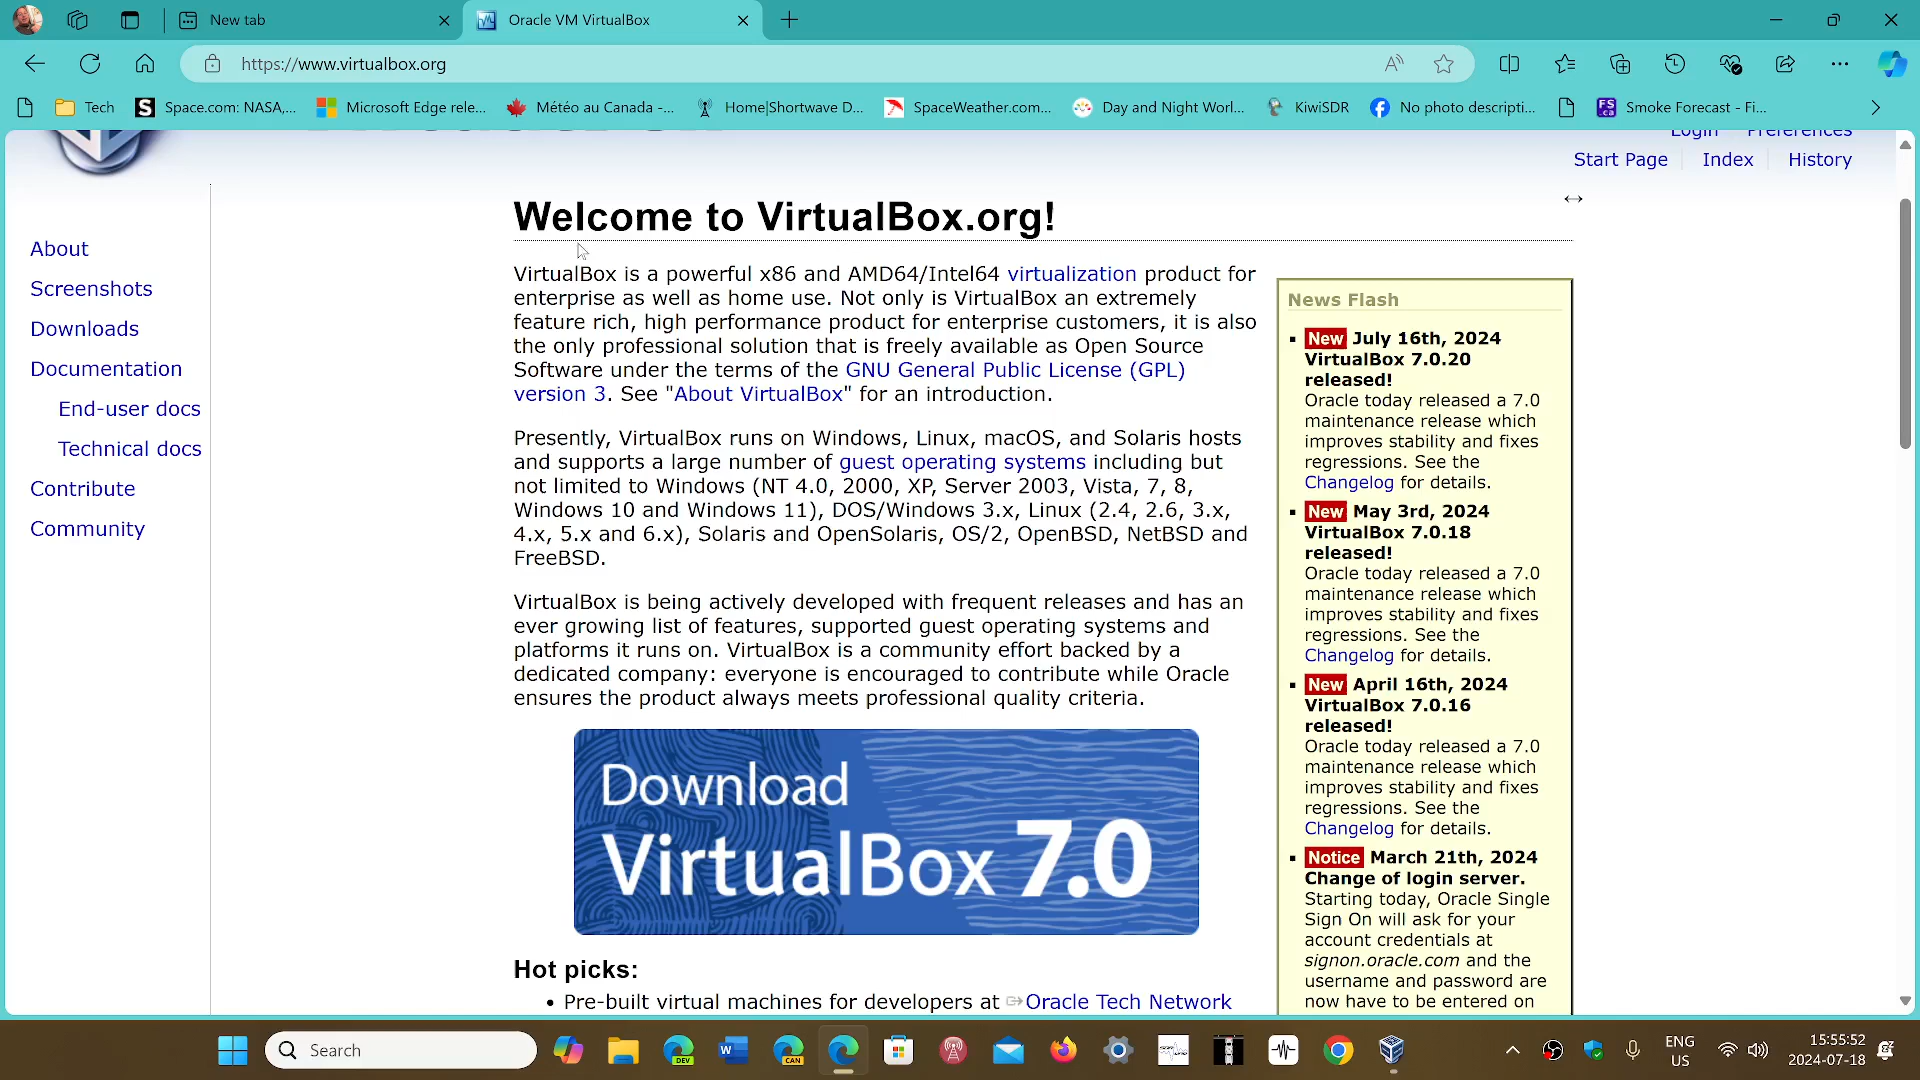 New tab
Oracle VM VirtualBox
https://www.virtualbox.org
Tech
Space.com: NASA,...
Microsoft Edge rele...
Météo au Canada -...
Home|Shortwave D...
SpaceWeather.com...
Day and Night Worl...
KiwiSDR
No photo descripti...
Smoke Forecast - Fi...
Login
Preferences
Start Page
Index
History
About
Screenshots
Downloads
Documentation
End-user docs
Technical docs
Contribute
Community
Welcome to VirtualBox.org!
VirtualBox is a powerful x86 and AMD64/Intel64 virtualization product for
enterprise as well as home use. Not only is VirtualBox an extremely
feature rich, high performance product for enterprise customers, it is also
the only professional solution that is freely available as Open Source
Software under the terms of the GNU General Public License (GPL)
version 3. See "About VirtualBox" for an introduction.
Presently, VirtualBox runs on Windows, Linux, macOS, and Solaris hosts
and supports a large number of guest operating systems including but
not limited to Windows (NT 4.0, 2000, XP, Server 2003, Vista, 7, 8,
Windows 10 and Windows 11), DOS/Windows 3.x, Linux (2.4, 2.6, 3.x,
4.x, 5.x and 6.x), Solaris and OpenSolaris, OS/2, OpenBSD, NetBSD and
FreeBSD.
VirtualBox is being actively developed with frequent releases and has an
ever growing list of features, supported guest operating systems and
platforms it runs on. VirtualBox is a community effort backed by a
dedicated company: everyone is encouraged to contribute while Oracle
ensures the product always meets professional quality criteria.
Download
VirtualBox 7.0
Hot picks:
• Pre-built virtual machines for developers at Oracle Tech Network
News Flash
New July 16th, 2024
VirtualBox 7.0.20
released!
Oracle today released a 7.0
maintenance release which
improves stability and fixes
regressions. See the
Changelog for details.
New May 3rd, 2024
VirtualBox 7.0.18
released!
Oracle today released a 7.0
maintenance release which
improves stability and fixes
regressions. See the
Changelog for details.
New April 16th, 2024
VirtualBox 7.0.16
released!
Oracle today released a 7.0
maintenance release which
improves stability and fixes
regressions. See the
Changelog for details.
Notice March 21th, 2024
Change of login server.
Starting today, Oracle Single
Sign On will ask for your
account credentials at
signon.oracle.com and the
username and password are
now have to be entered on
Search
DEV
CAN
ENG
US
15:55:52
2024-07-18